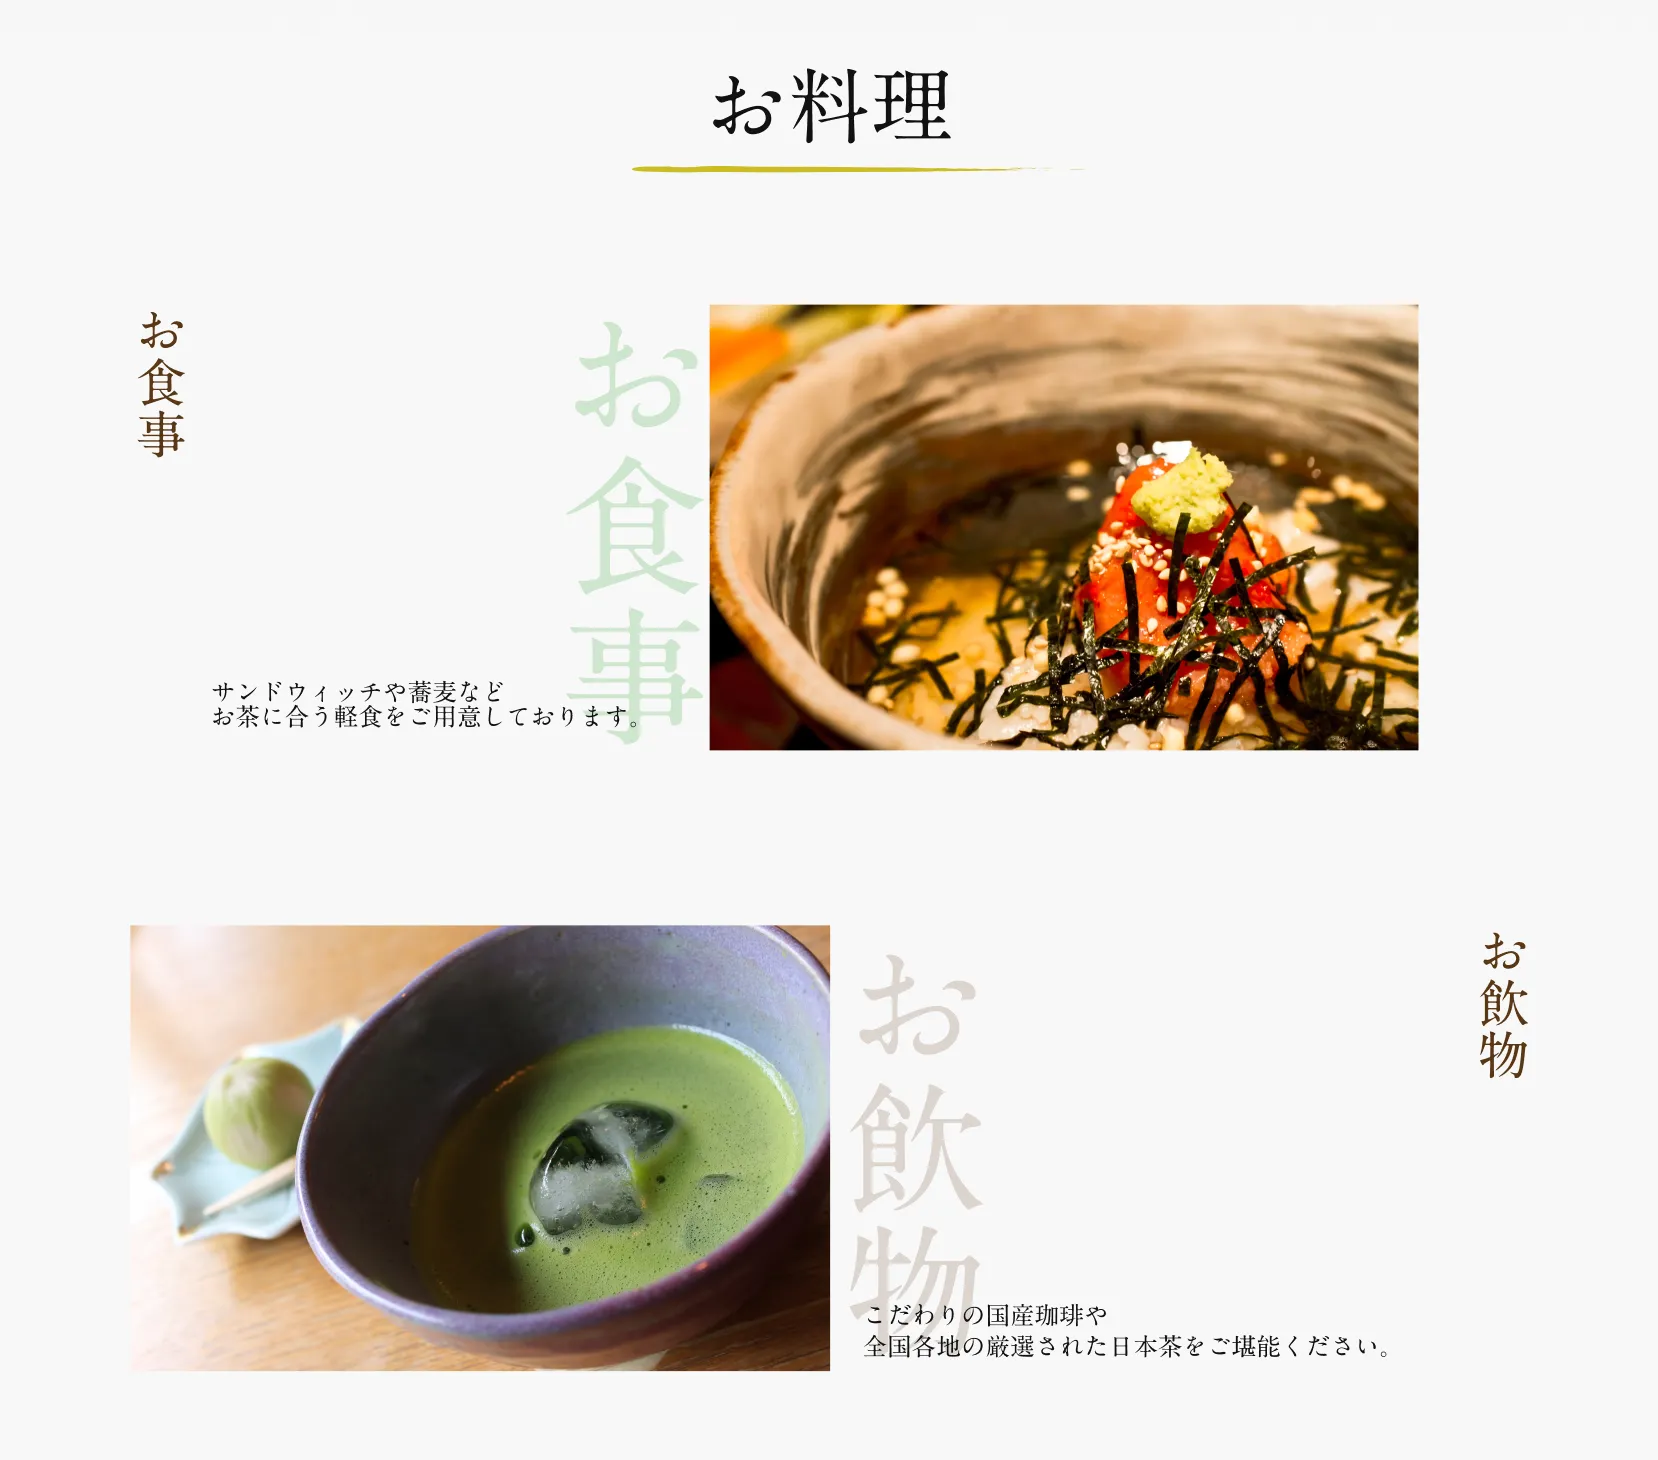 お料理
お食事
お食事
サンドウィッチや蕎麦など
お茶に合う軽食をご用意しております。
お飲物
お飲物
こだわりの国産珈琲や
全国各地の厳選された日本茶をご堪能ください。